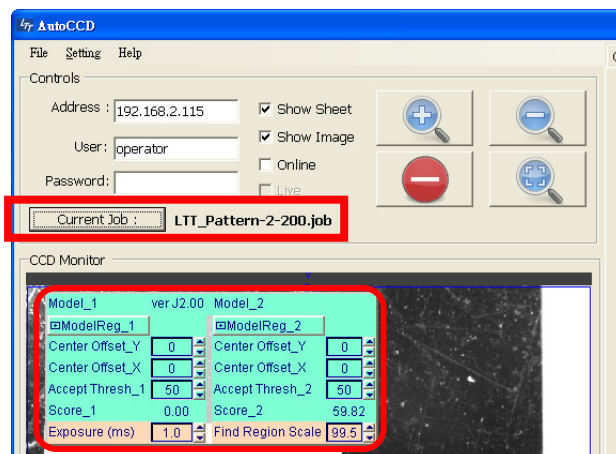 LTT AutoCCD
File Setting Help
Controls
Address : 192.168.2.115
Show Sheet
Show Image
User: operator
Online
Password:
Live
Current Job : LTT_Pattern-2-200.job
CCD Monitor
Y
Model_1 ver J2.00 Model_2
ModelReg_1 ModelReg_2
Center Offset_Y 0 Center Offset_Y 0
Center Offset_X 0 Center Offset_X 0
Accept Thresh_1 50 Accept Thresh_2 50
Score_1 0.00 Score_2 59.82
Exposure (ms) 1.0 Find Region Scale 99.5